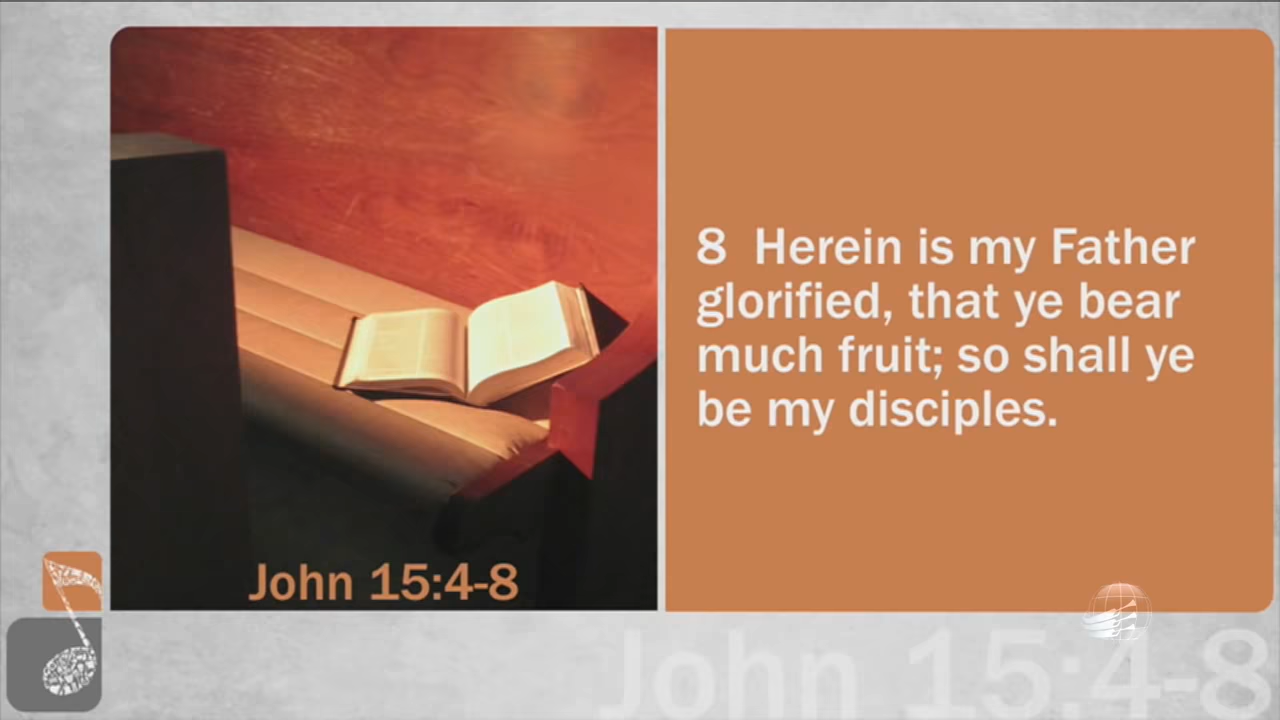 8 Herein is my Father
glorified, that ye bear
much fruit; so shall ye
be my disciples.
John 15:4-8
John 15:4-8